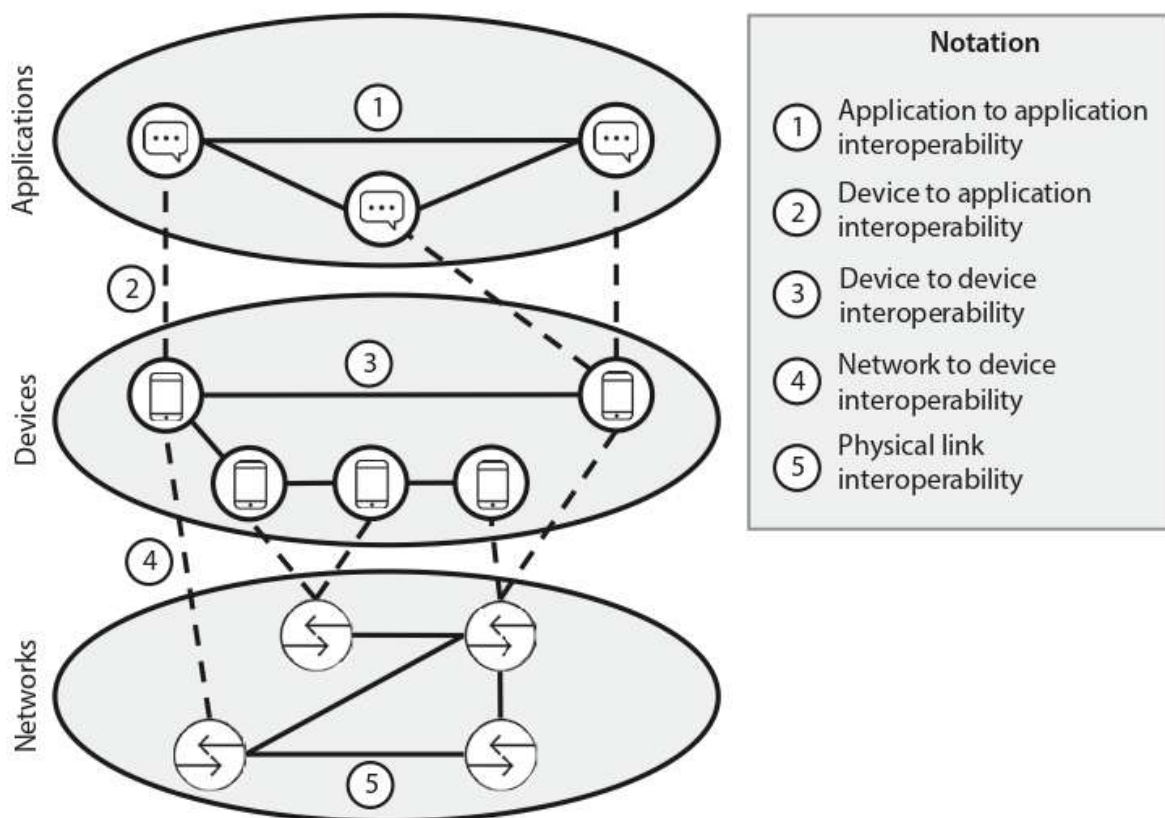 Applications
1
2
Devices
3
4
Networks
5
Notation
1 Application to application
interoperability
2 Device to application
interoperability
3 Device to device
interoperability
4 Network to device
interoperability
5 Physical link
interoperability